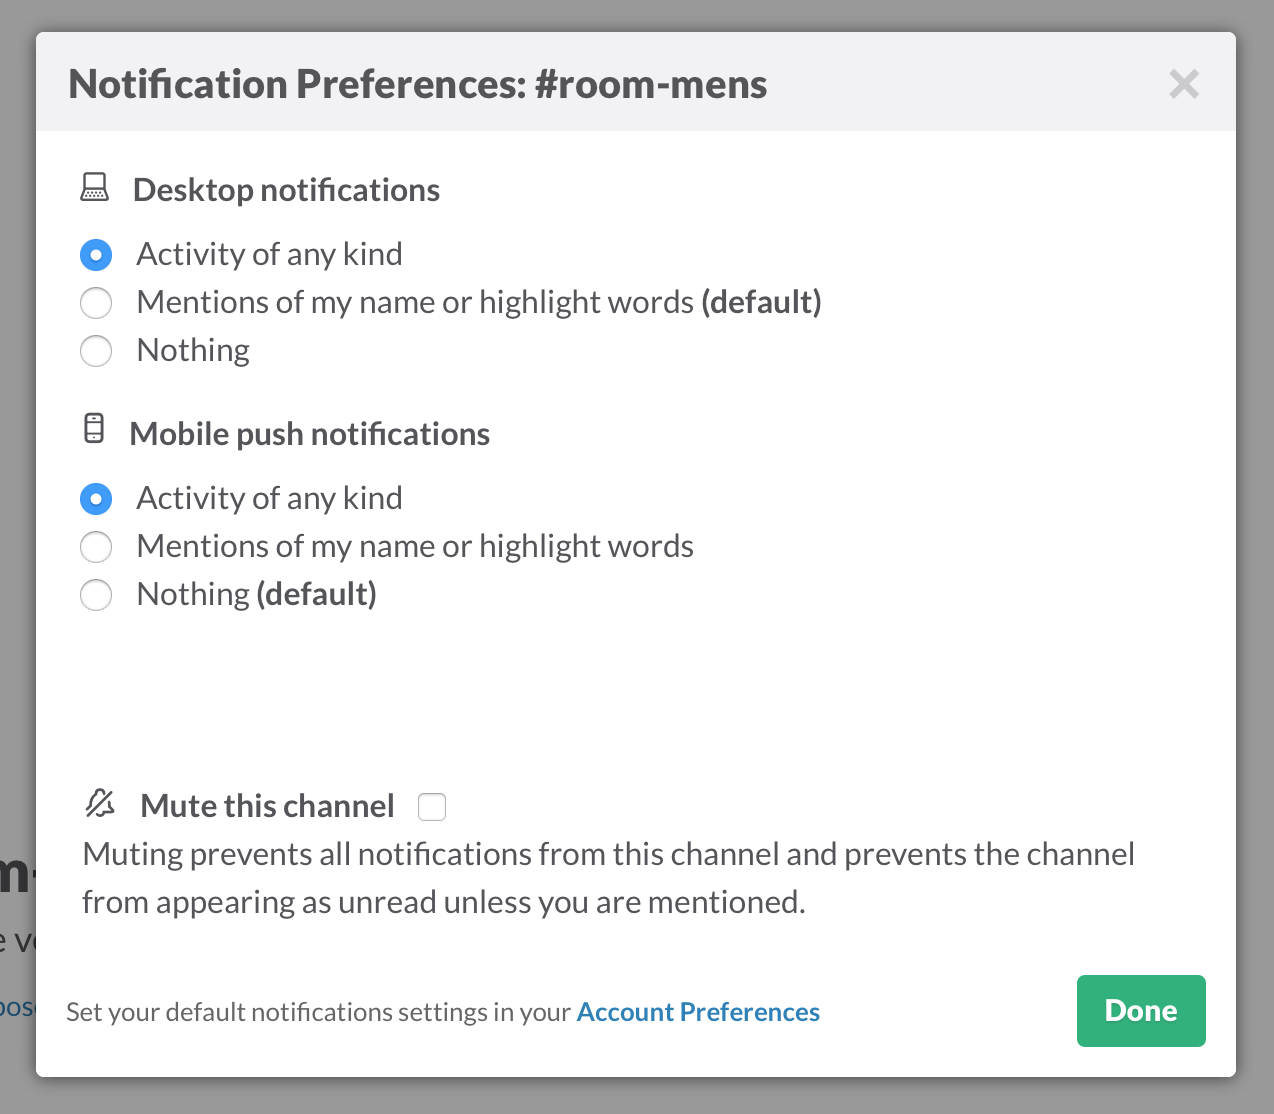 Notification Preferences: #room-mens
Desktop notifications
Activity of any kind
Mentions of my name or highlight words (default)
Nothing
Mobile push notifications
Activity of any kind
Mentions of my name or highlight words
Nothing (default)
Mute this channel
Muting prevents all notifications from this channel and prevents the channel
from appearing as unread unless you are mentioned.
Set your default notifications settings in your Account Preferences
Done